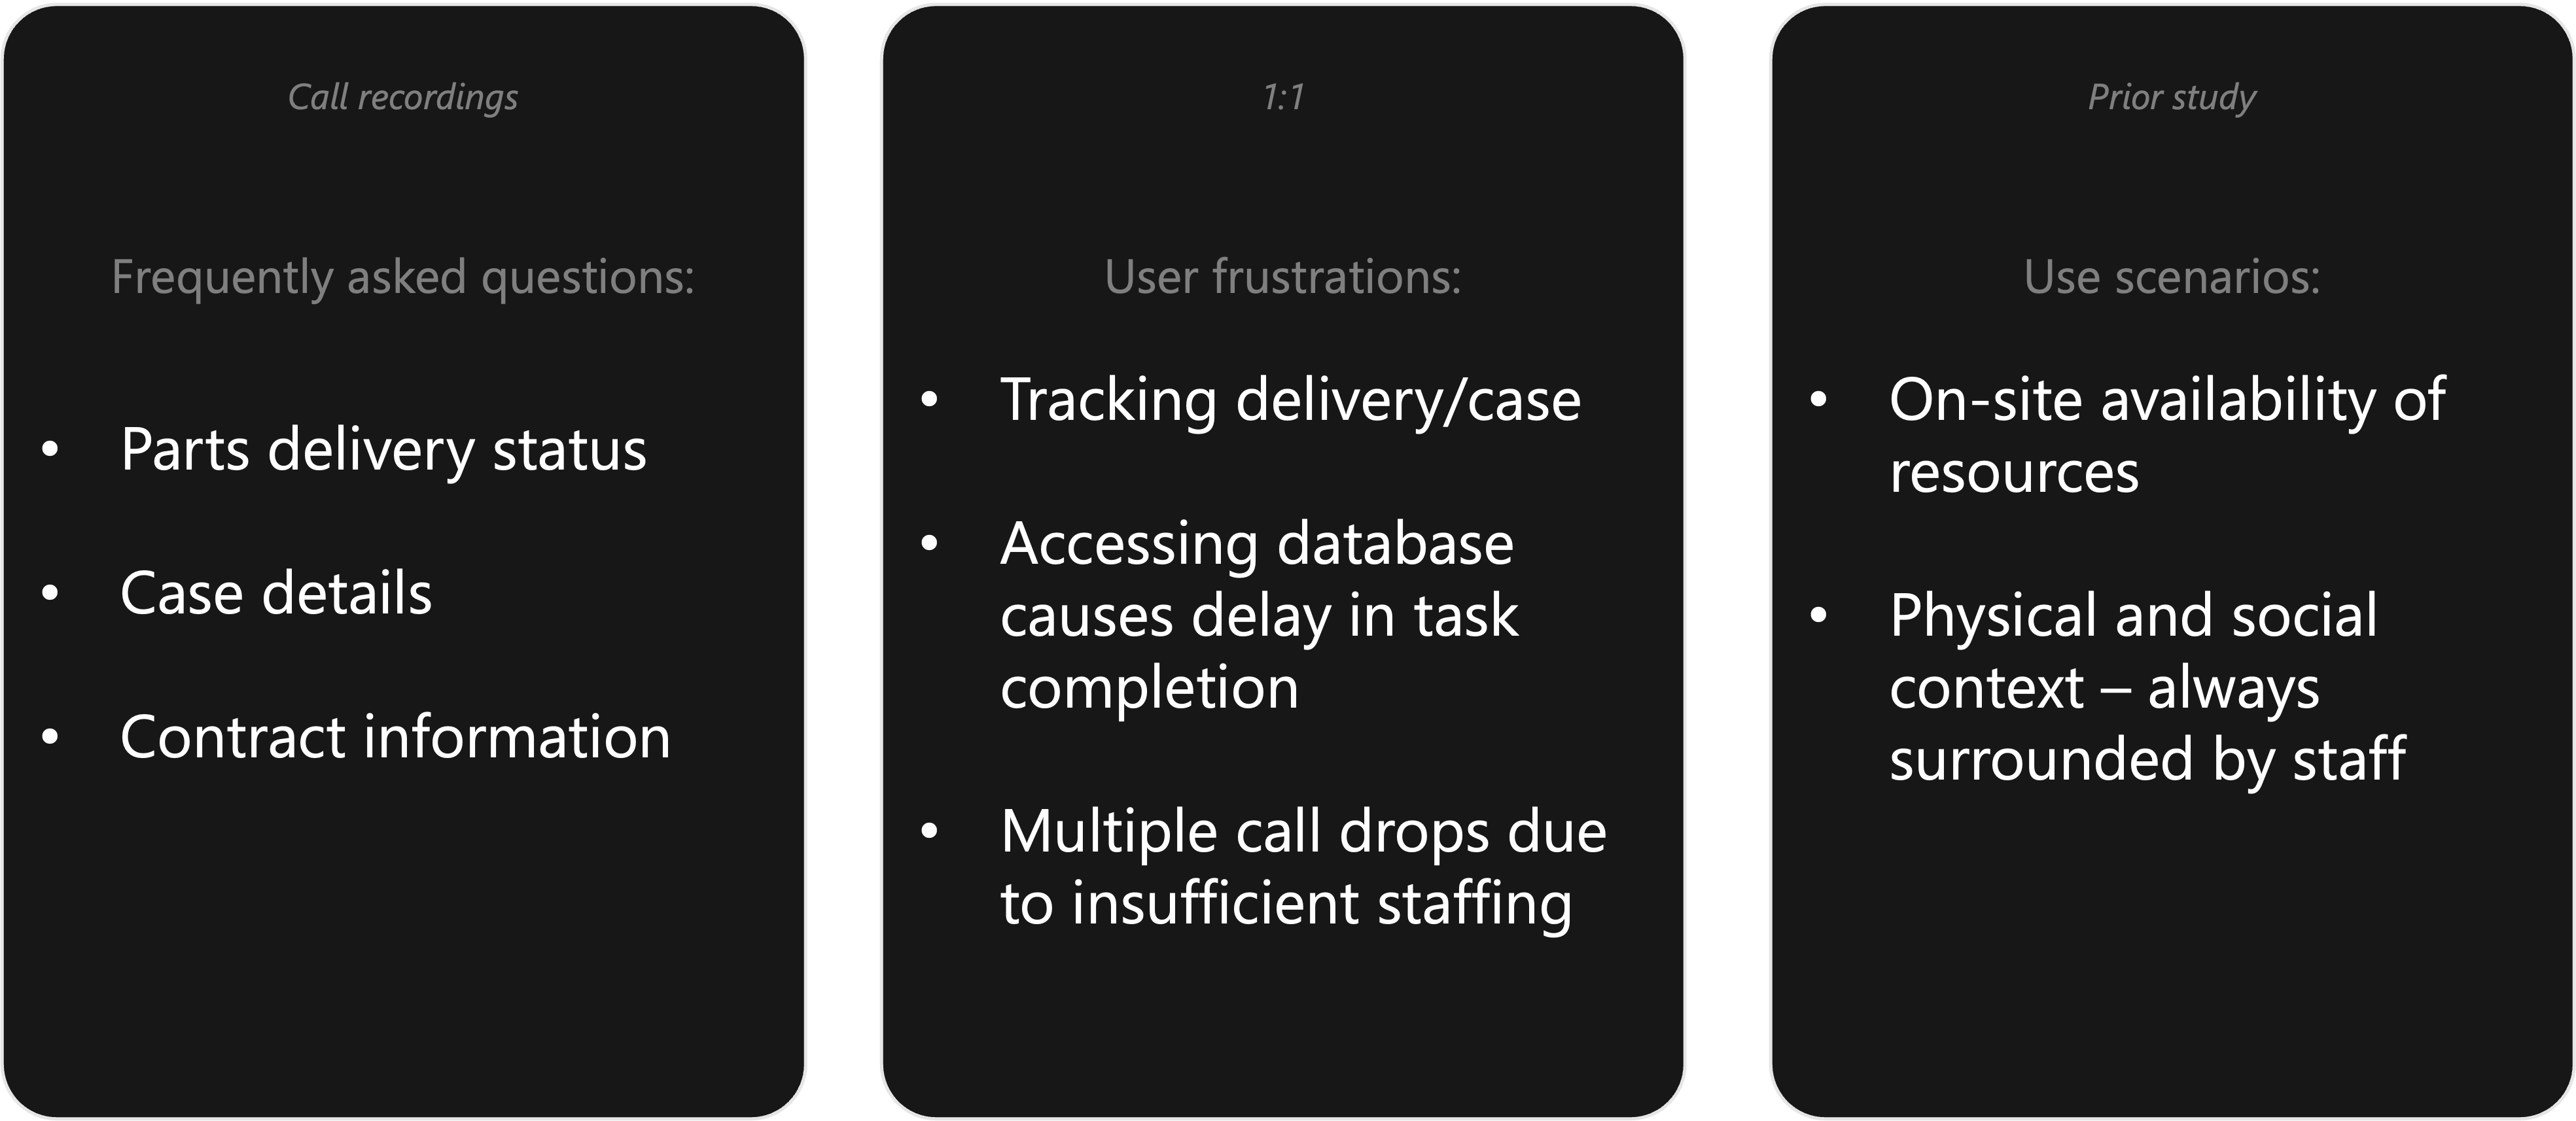 Call recordings
Frequently asked questions:
• Parts delivery status
• Case details
• Contract information
1:1
User frustrations:
• Tracking delivery/case
• Accessing database
causes delay in task
completion
• Multiple call drops due
to insufficient staffing
Prior study
Use scenarios:
• On-site availability of
resources
• Physical and social
context – always
surrounded by staff